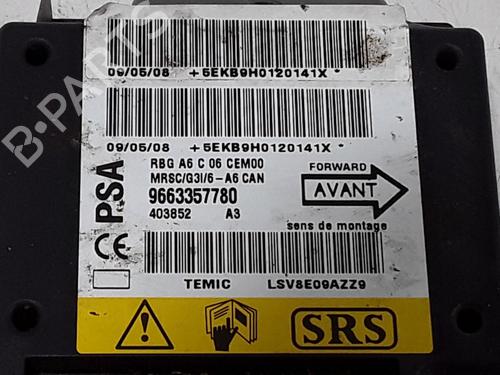 09/05/08 +5EKB9H0120141X*
09/05/08 +5EKB9H0120141X*
PSA
RBG A6 C 06 CEM00
MRSC/G3I/6-A6 CAN
9663357780
403852 A3
FORWARD
AVANT
sens de montage
CE
TEMIC LSV8E09AZZ9
SRS
B-PARTS